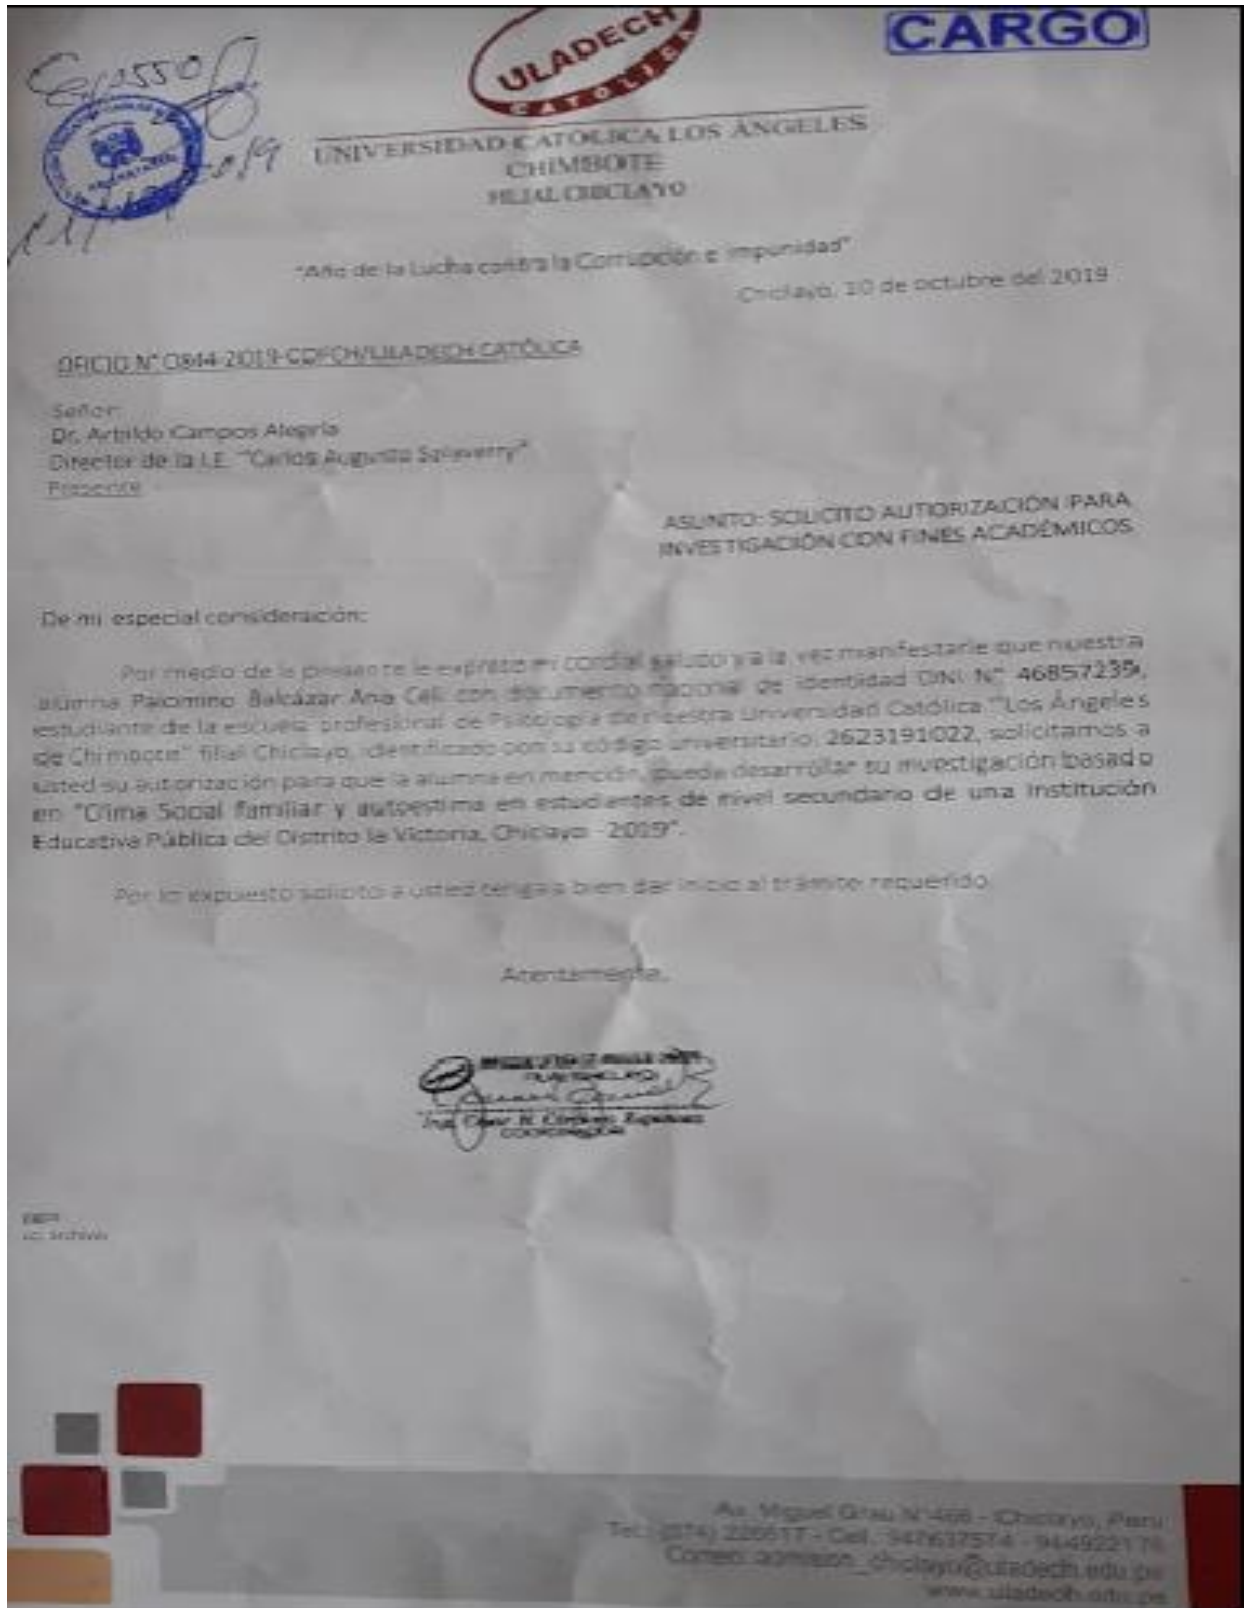 CARGO
ULADECH
CATOLICA
UNIVERSIDAD CATÓLICA LOS ÁNGELES
CHIMBOTE
FILIAL CHICLAYO
"Año de la Lucha contra la Corrupción e impunidad"
Chiclayo, 10 de octubre del 2019
OFICIO N° 0844-2019-CDFCH/ULADECH CATÓLICA
Señor:
Dr. Arbildo Campos Alegría
Director de la I.E. "Carlos Augusto Salaverry"
Presente
ASUNTO: SOLICITO AUTORIZACIÓN PARA
INVESTIGACIÓN CON FINES ACADÉMICOS
De mi especial consideración:
Por medio de la presente le expreso mi cordial saludo y a la vez manifestarle que nuestra
alumna Palomino Balcázar Ana Celi con documento nacional de identidad DNI N° 46857239,
estudiante de la escuela profesional de Psicología de nuestra Universidad Católica "Los Ángeles
de Chimbote" filial Chiclayo, identificado con su código universitario, 2623191022, solicitamos a
usted su autorización para que la alumna en mención, pueda desarrollar su investigación basado
en "Clima Social familiar y autoestima en estudiantes de nivel secundario de una Institución
Educativa Pública del Distrito la Victoria, Chiclayo - 2019".
Por lo expuesto solicito a usted tenga a bien dar inicio al trámite requerido
Atentamente,
COORDINADOR
cc. Archivo
Av. Miguel Grau N° - Chiclayo, Perú
Tel.: (074) - Cel.:
Correo: admision_chiclayo@uladech.edu.pe
www.uladech.edu.pe